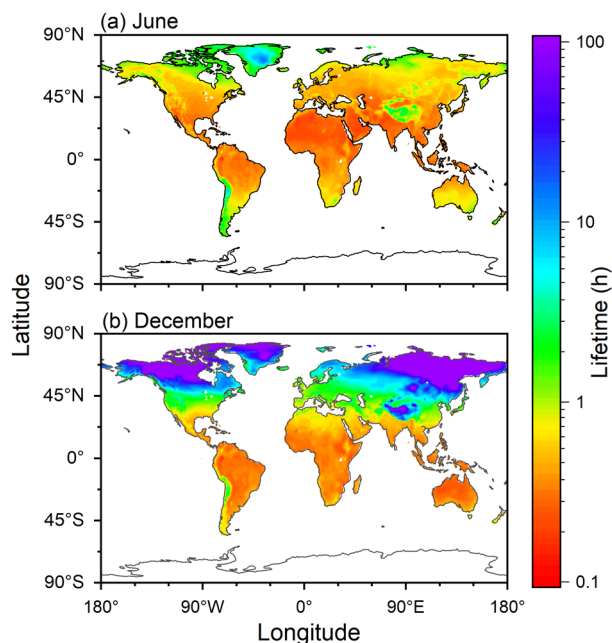 (a) June
90°N
45°N
0°
45°S
90°S
(b) December
90°N
45°N
0°
45°S
90°S
180°
90°W
0°
90°E
180°
Longitude
Latitude
100
10
1
0.1
Lifetime (h)